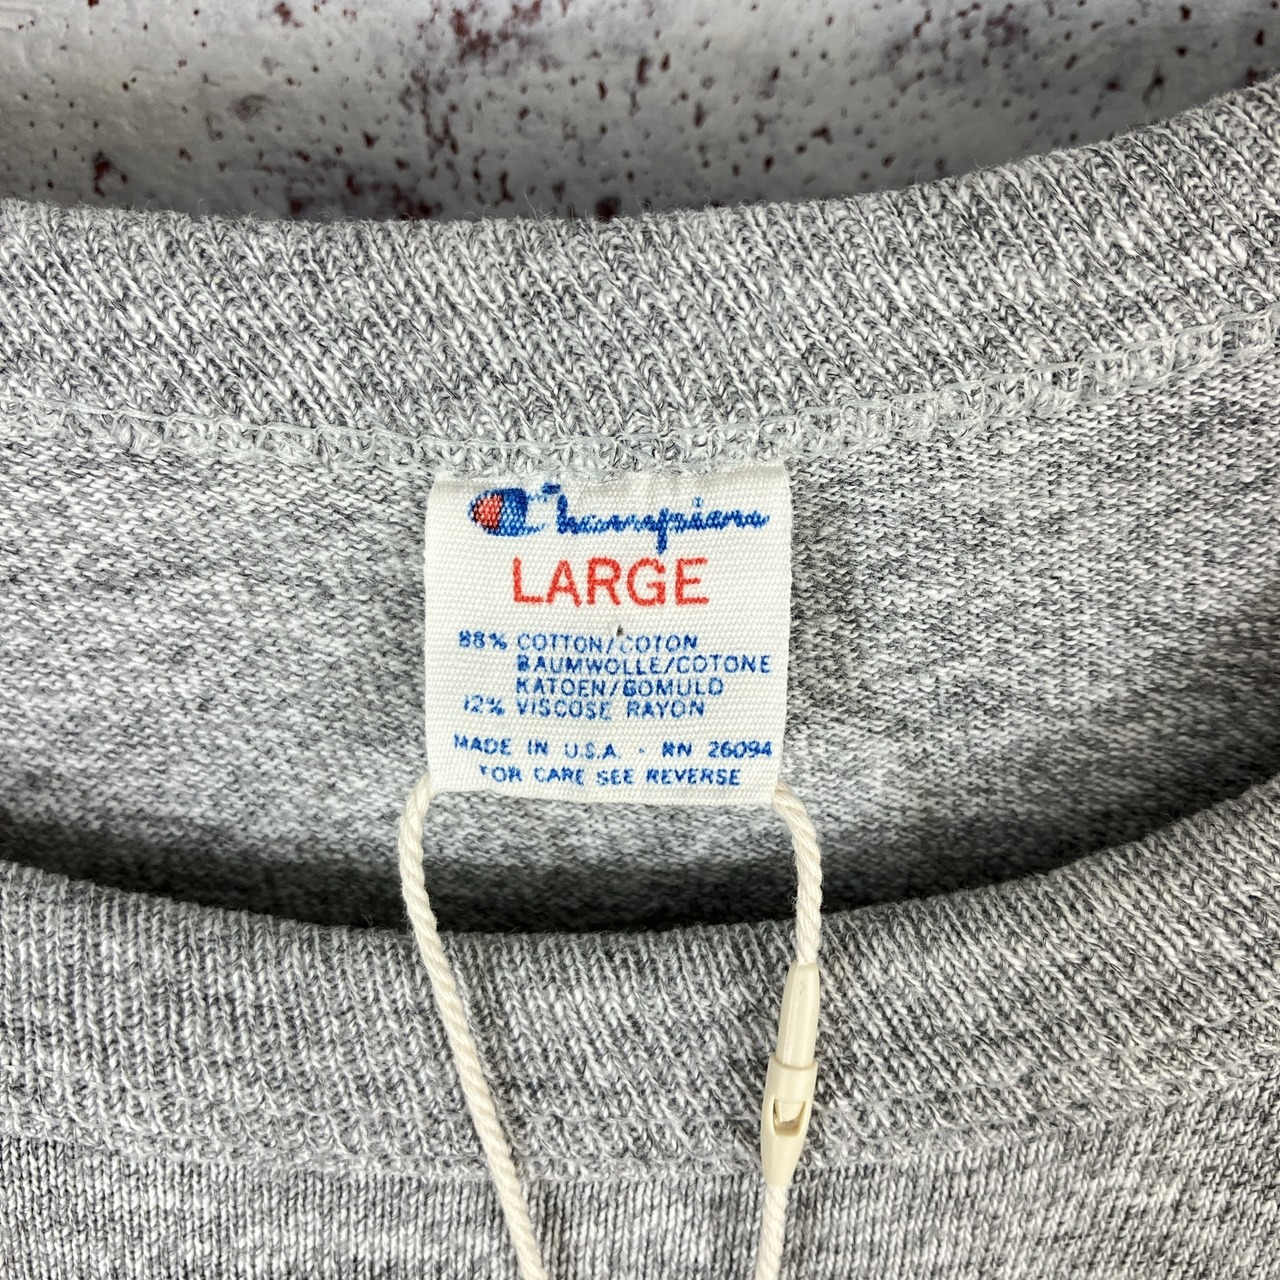 Champion
LARGE
88% COTTON/COTON
BAUMWOLLE/COTONE
KATOEN/BOMULD
12% VISCOSE RAYON
MADE IN U.S.A. · RN 26094
FOR CARE SEE REVERSE